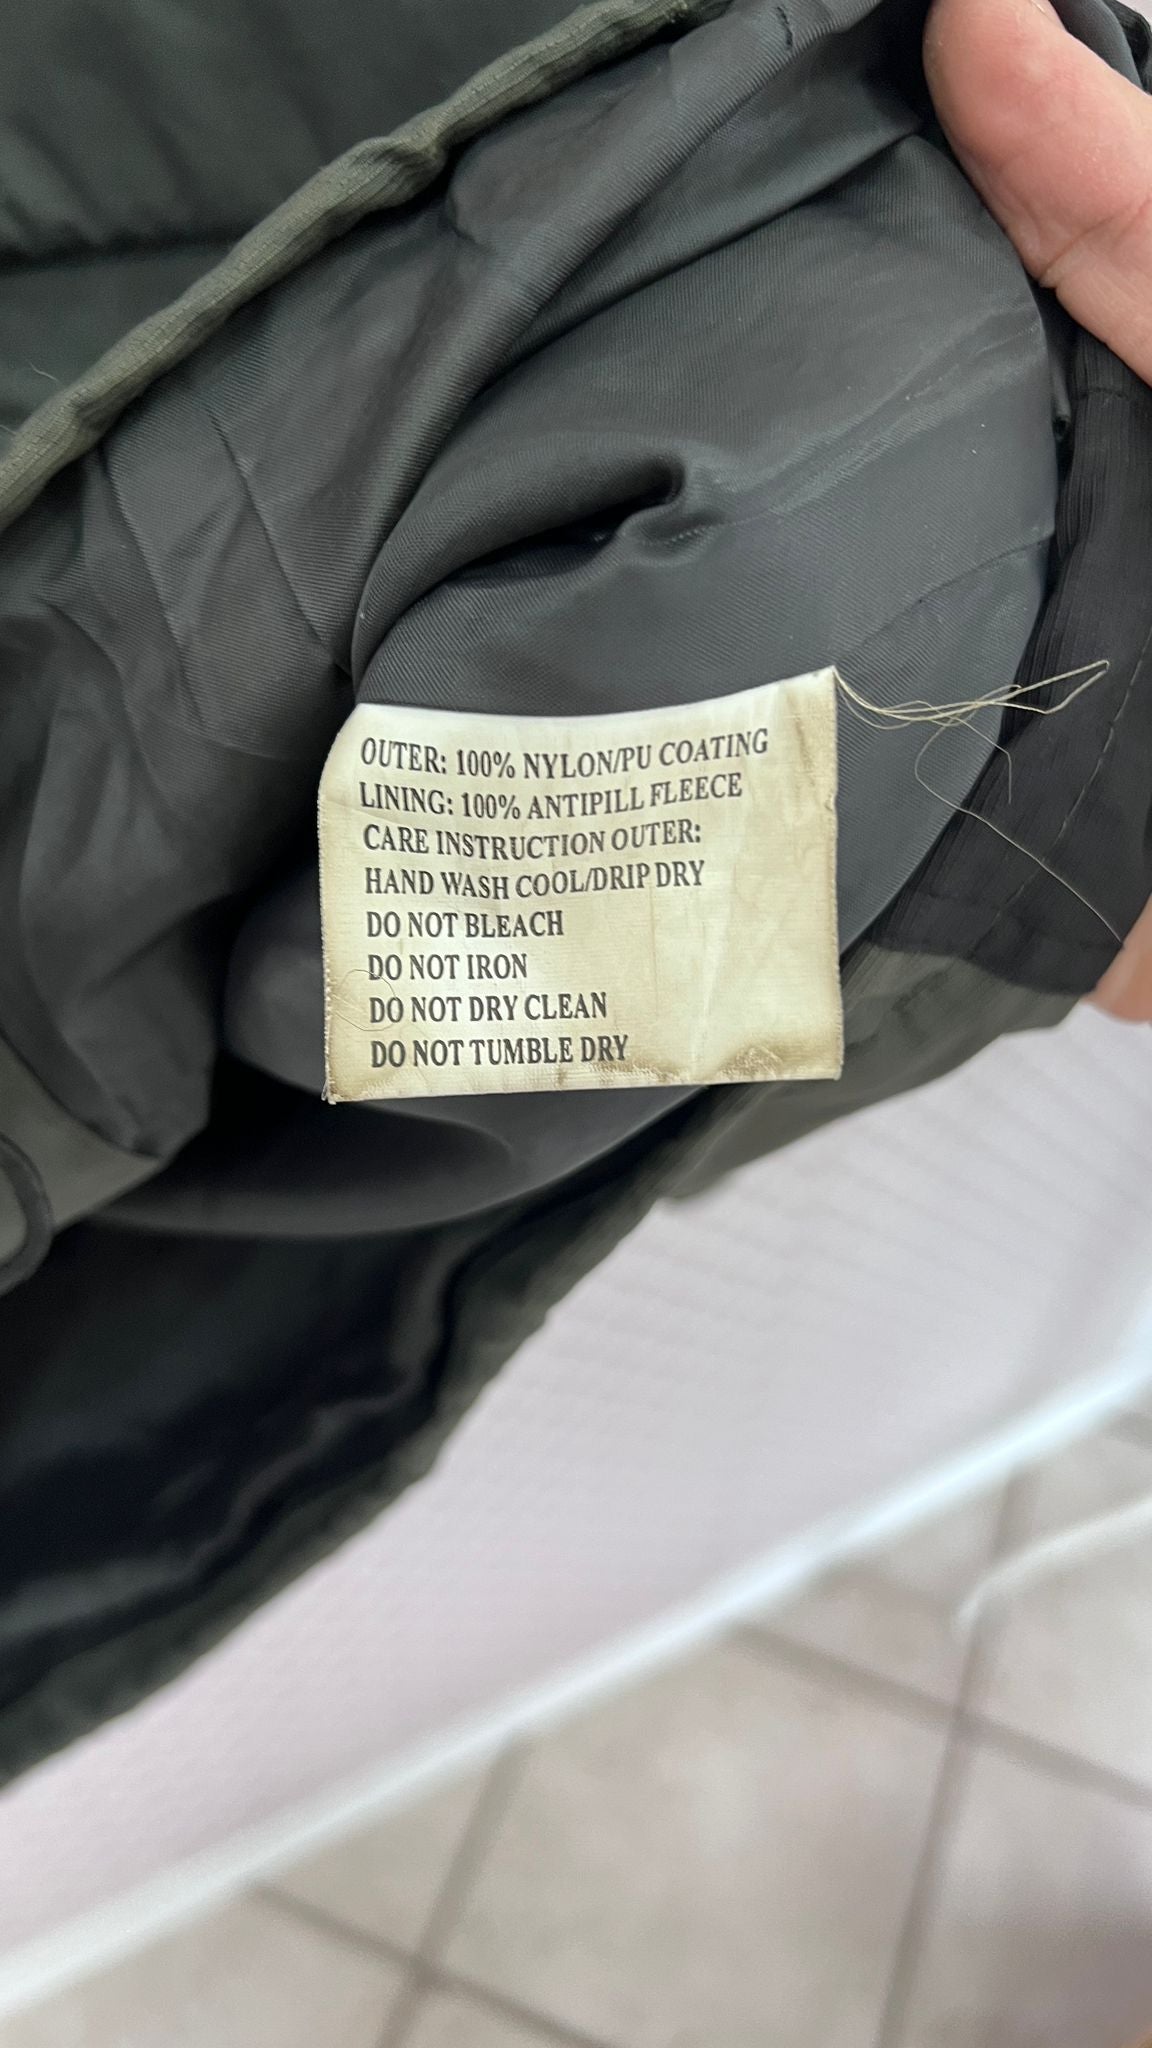 OUTER: 100% NYLON/PU COATING
LINING: 100% ANTIPILL FLEECE
CARE INSTRUCTION OUTER:
HAND WASH COOL/DRIP DRY
DO NOT BLEACH
DO NOT IRON
DO NOT DRY CLEAN
DO NOT TUMBLE DRY